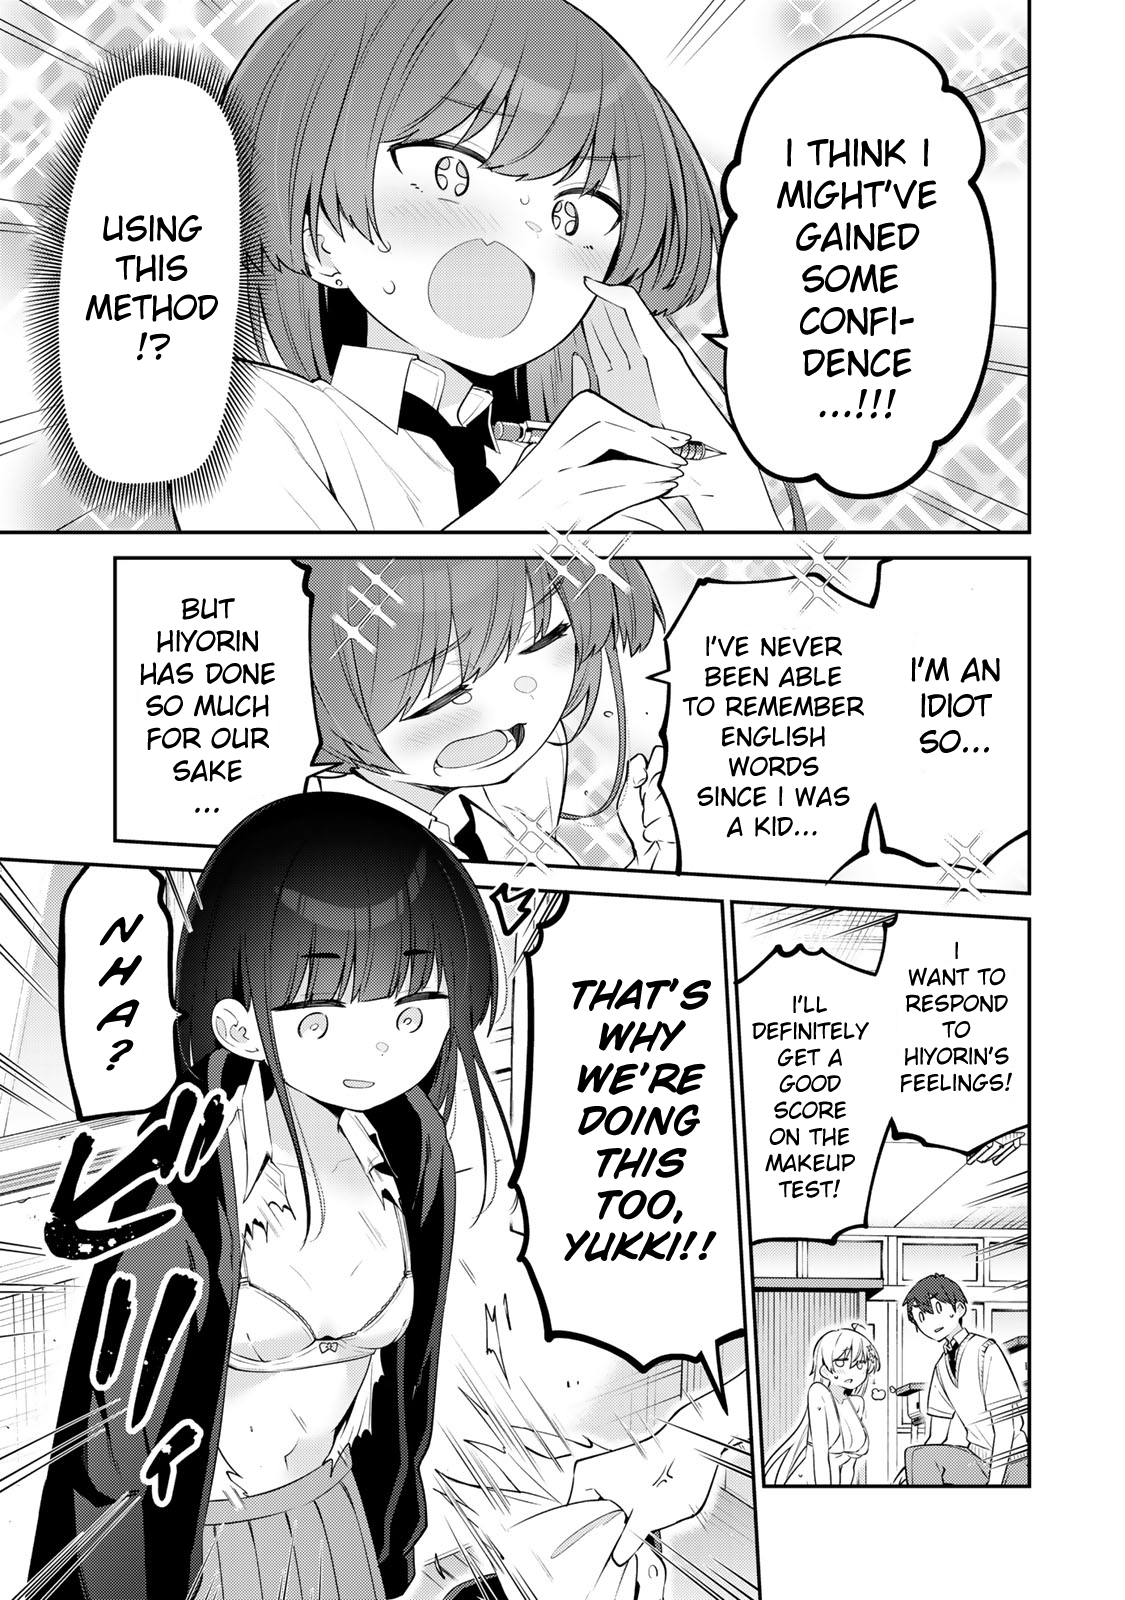 I THINK I
MIGHT'VE
GAINED
SOME
CONFI-
DENCE
...!!!
USING
THIS
METHOD
!?
I'M AN
IDIOT
SO...
I'VE NEVER
BEEN ABLE
TO REMEMBER
ENGLISH
WORDS
SINCE I WAS
A KID...
BUT
HIYORIN
HAS DONE
SO MUCH
FOR OUR
SAKE
...
I
WANT TO
RESPOND
TO
HIYORIN'S
FEELINGS!
I'LL
DEFINITELY
GET A
GOOD
SCORE
ON THE
MAKEUP
TEST!
THAT'S
WHY
WE'RE
DOING
THIS
TOO,
YUKKI!!
NHA?
ビリィ